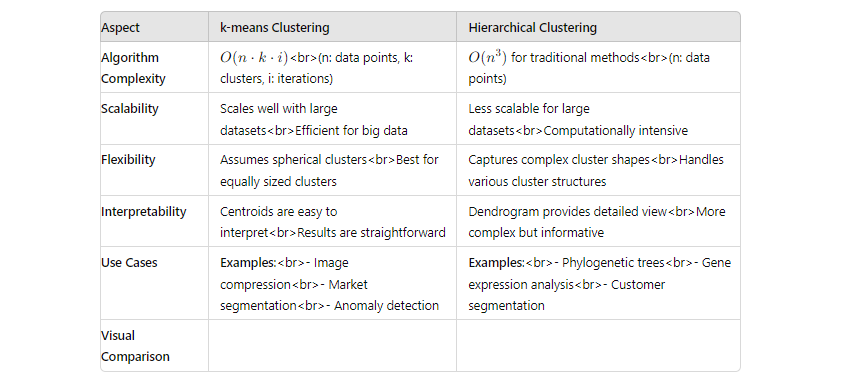 Aspect k-means Clustering Hierarchical Clustering
Algorithm Complexity
O(n · k · i)<br>(n: data points, k:
clusters, i: iterations)
O(n³) for traditional methods<br>(n: data
points)
Scalability
Scales well with large
datasets<br>Efficient for big data
Less scalable for large
datasets<br>Computationally intensive
Flexibility
Assumes spherical clusters<br>Best for
equally sized clusters
Captures complex cluster shapes<br>Handles
various cluster structures
Interpretability
Centroids are easy to
interpret<br>Results are straightforward
Dendrogram provides detailed view<br>More
complex but informative
Use Cases
Examples:<br>- Image
compression<br>- Market
segmentation<br>- Anomaly detection
Examples:<br>- Phylogenetic trees<br>- Gene
expression analysis<br>- Customer
segmentation
Visual
Comparison